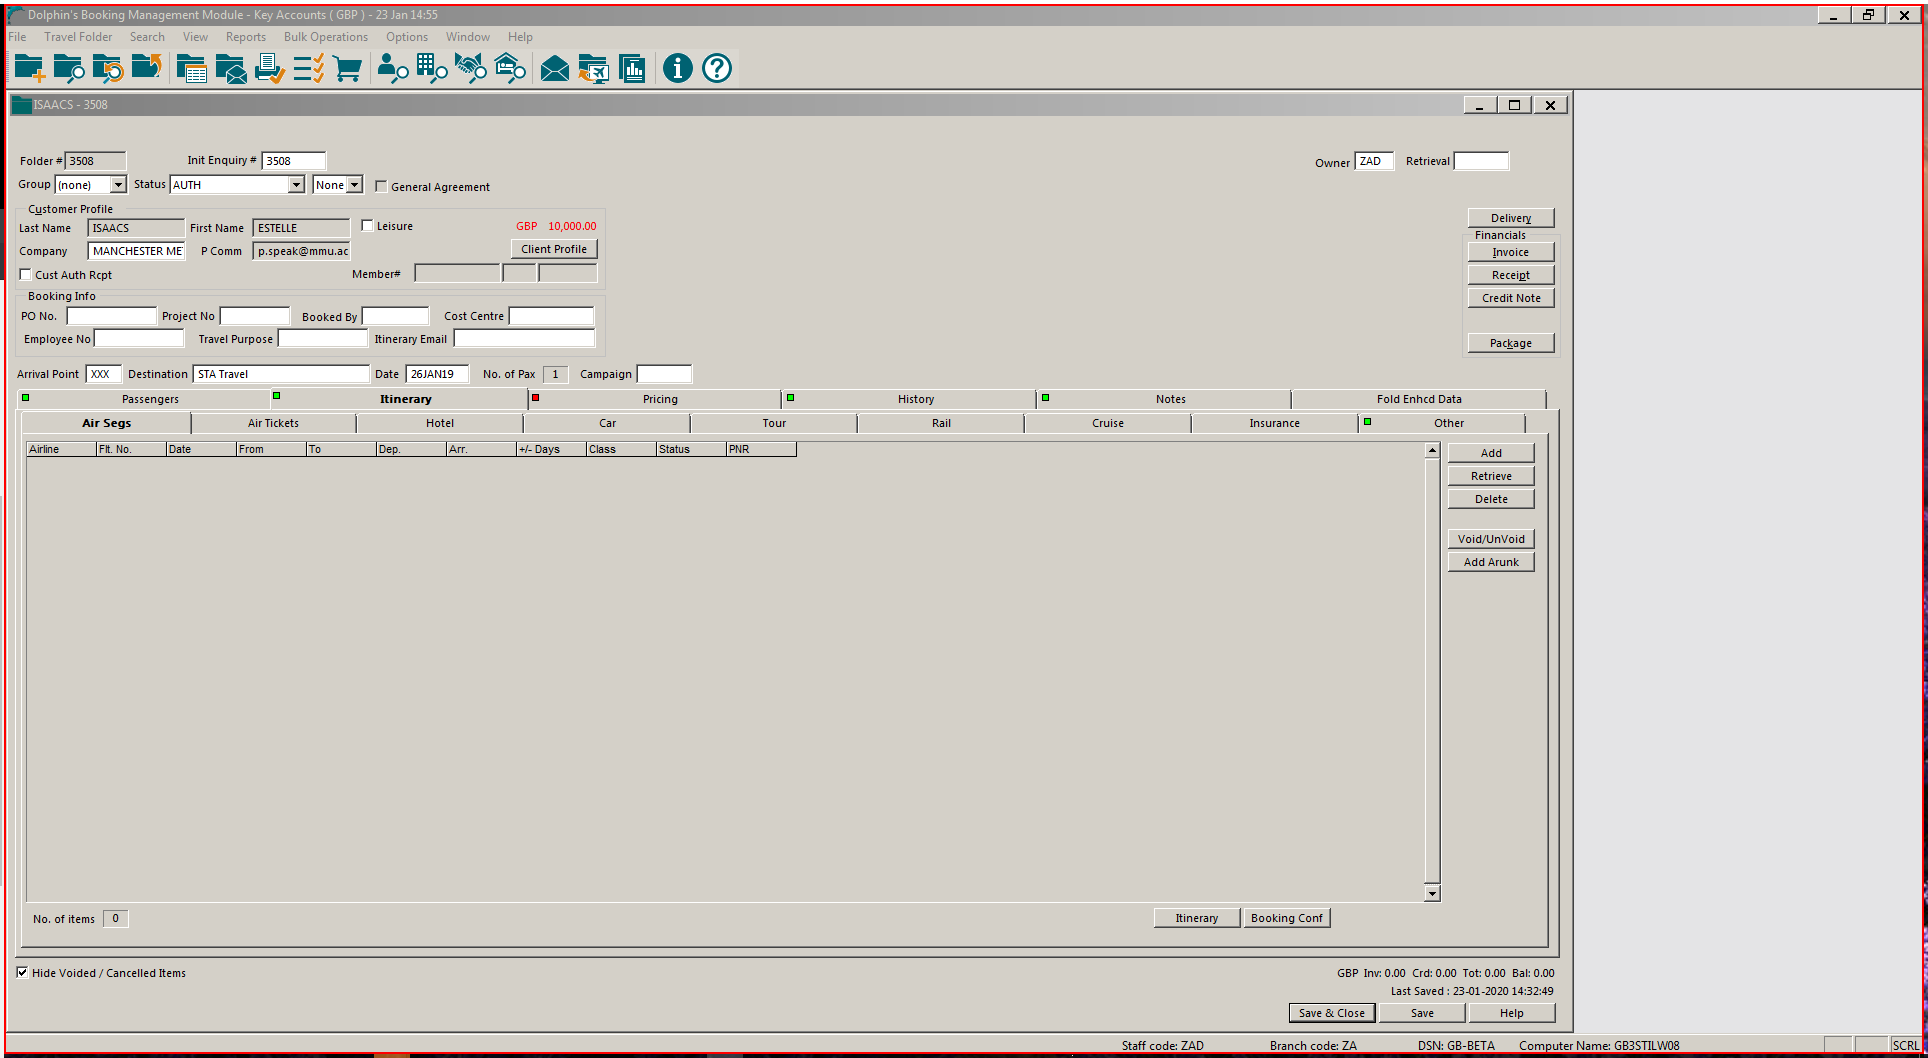 Dolphin's Booking Management Module - Key Accounts ( GBP ) - 23 Jan 14:55
File Travel Folder Search View Reports Bulk Operations Options Window Help
ISAACS - 3508
Folder # 3508 Init Enquiry # 3508 Owner ZAD Retrieval
Group (none) Status AUTH None General Agreement
Customer Profile Delivery
Last Name ISAACS First Name ESTELLE Leisure GBP 10,000.00 Financials
Company MANCHESTER ME P Comm p.speak@mmu.ac Client Profile Invoice
Cust Auth Rcpt Member# Receipt
Booking Info Credit Note
PO No. Project No Booked By Cost Centre
Employee No Travel Purpose Itinerary Email Package
Arrival Point XXX Destination STA Travel Date 26JAN19 No. of Pax 1 Campaign
Passengers Itinerary Pricing History Notes Fold Enhcd Data
Air Segs Air Tickets Hotel Car Tour Rail Cruise Insurance Other
Airline Flt. No. Date From To Dep. Arr. +/- Days Class Status PNR Add
Retrieve
Delete
Void/UnVoid
Add Arunk
No. of items 0 Itinerary Booking Conf
Hide Voided / Cancelled Items GBP Inv: 0.00 Crd: 0.00 Tot: 0.00 Bal: 0.00
Last Saved : 23-01-2020 14:32:49
Save & Close Save Help
Staff code: ZAD Branch code: ZA DSN: GB-BETA Computer Name: GB3STILW08 SCRL